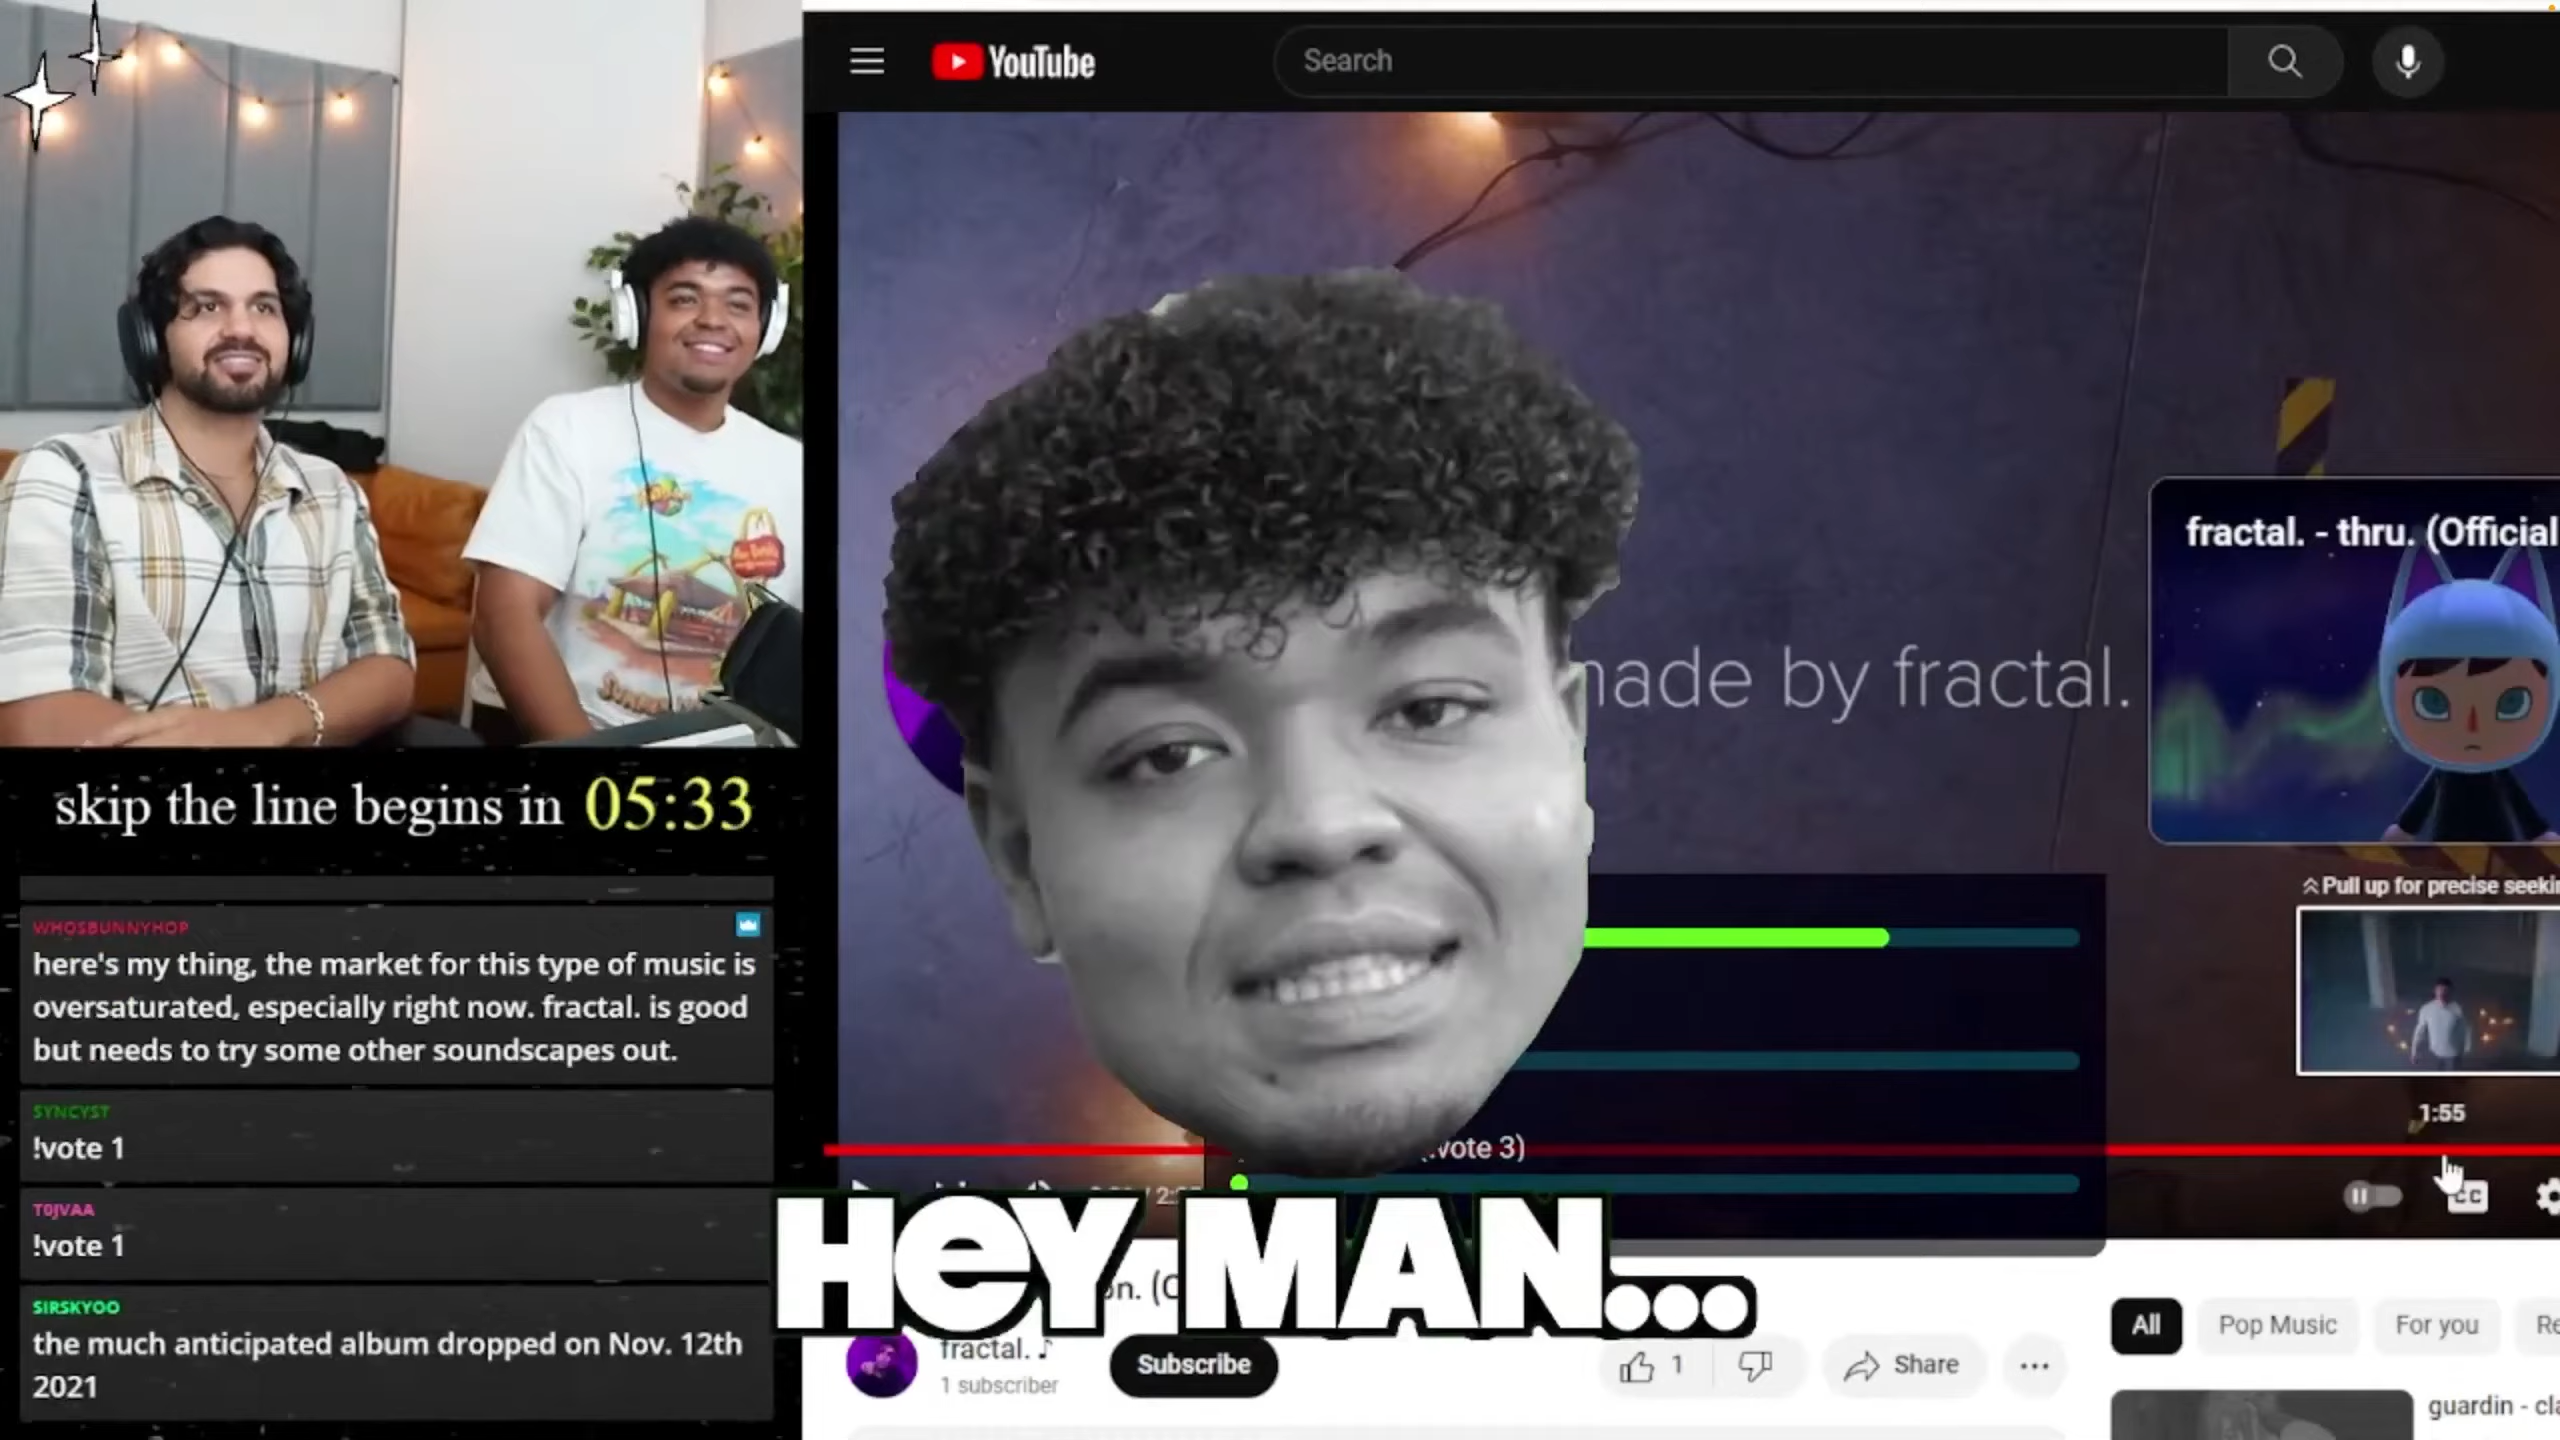 YouTube
Search
fractal. - thru. (Official
made by fractal.
Pull up for precise seekin
1:55
CC
vote 3)
skip the line begins in 05:33
WHOSBUNNYHOP
here's my thing, the market for this type of music is
oversaturated, especially right now. fractal. is good
but needs to try some other soundscapes out.
SYNCYST
!vote 1
T0JVAA
!vote 1
SIRSKYOO
the much anticipated album dropped on Nov. 12th
2021
HEY MAN...
on. (
fractal. ♪
1 subscriber
Subscribe
1
Share
All
Pop Music
For you
Re
guardin - cla